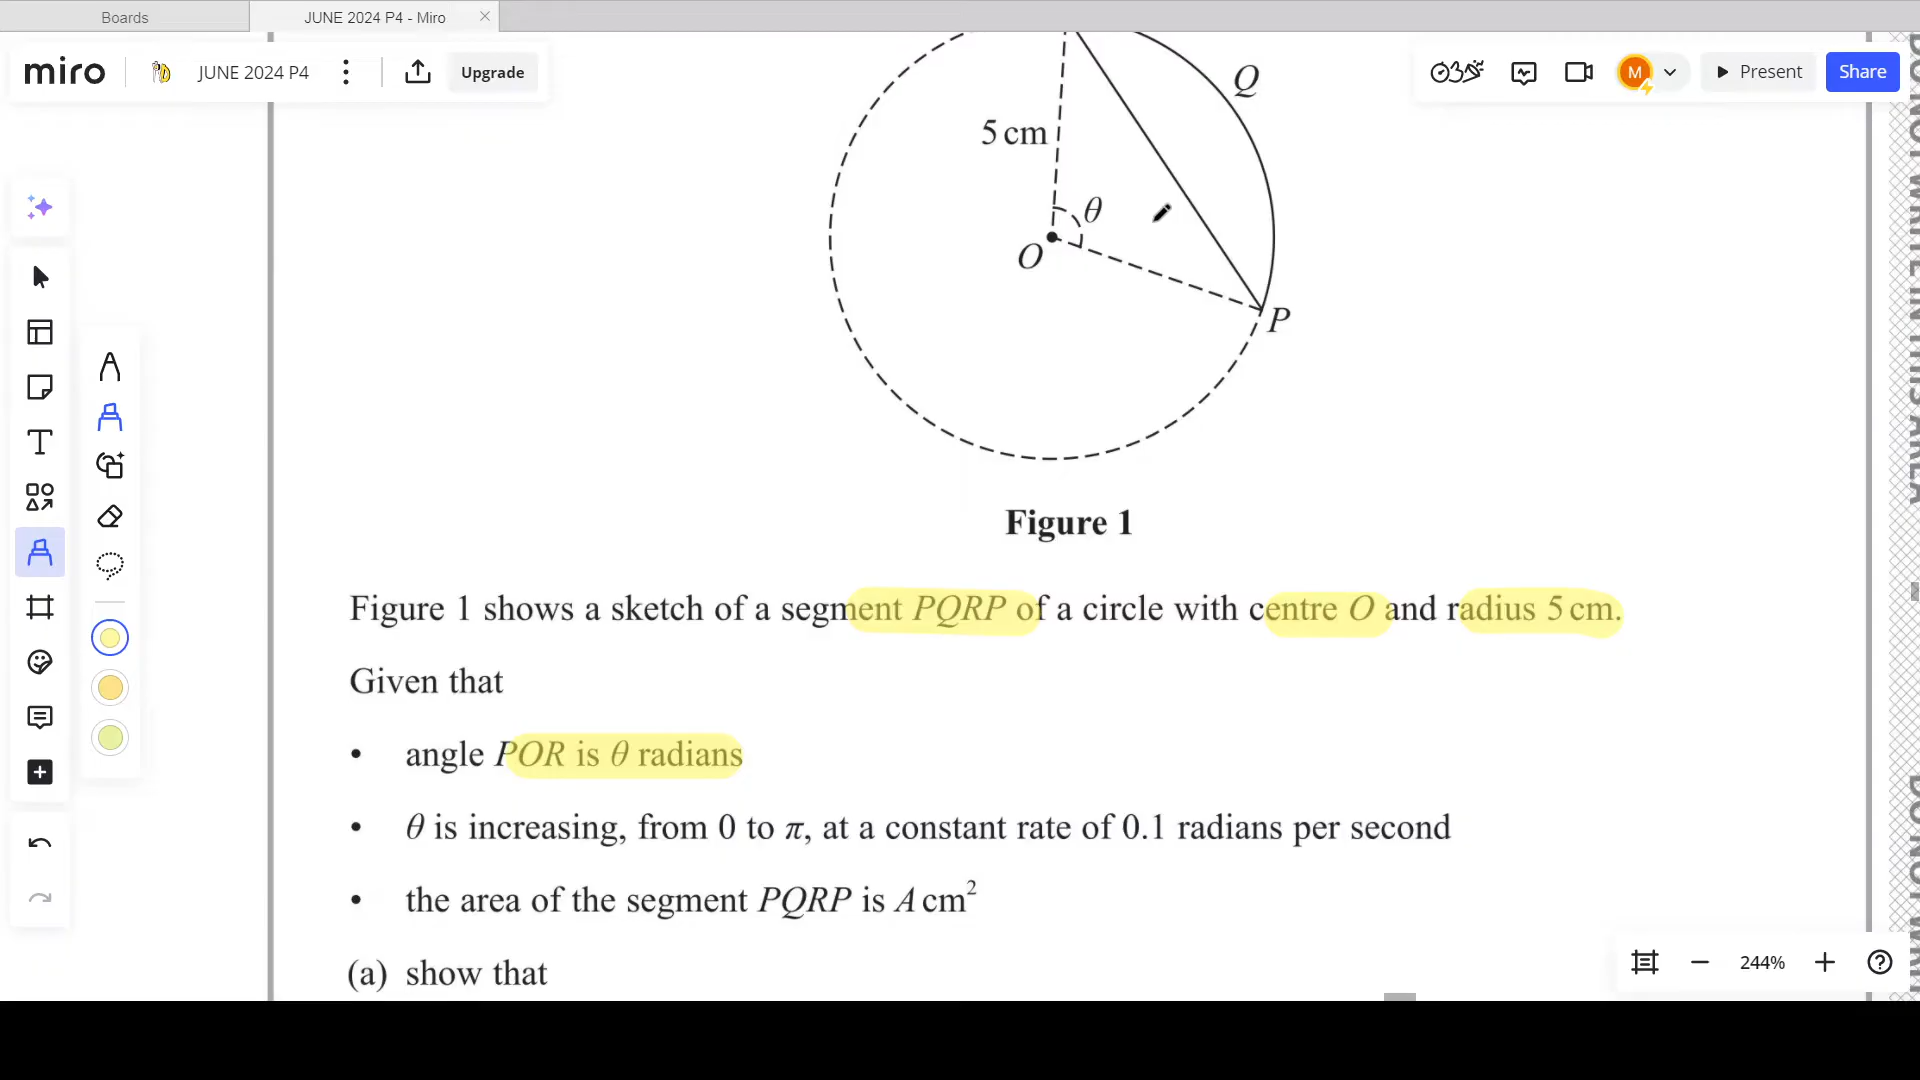 Boards
JUNE 2024 P4 - Miro
miro
JUNE 2024 P4
Upgrade
M
Present
Share
Q
5 cm
θ
O
P
Figure 1
Figure 1 shows a sketch of a segment PQRP of a circle with centre O and radius 5 cm.
Given that
• angle POR is θ radians
• θ is increasing, from 0 to π, at a constant rate of 0.1 radians per second
• the area of the segment PQRP is A cm²
(a) show that
244%